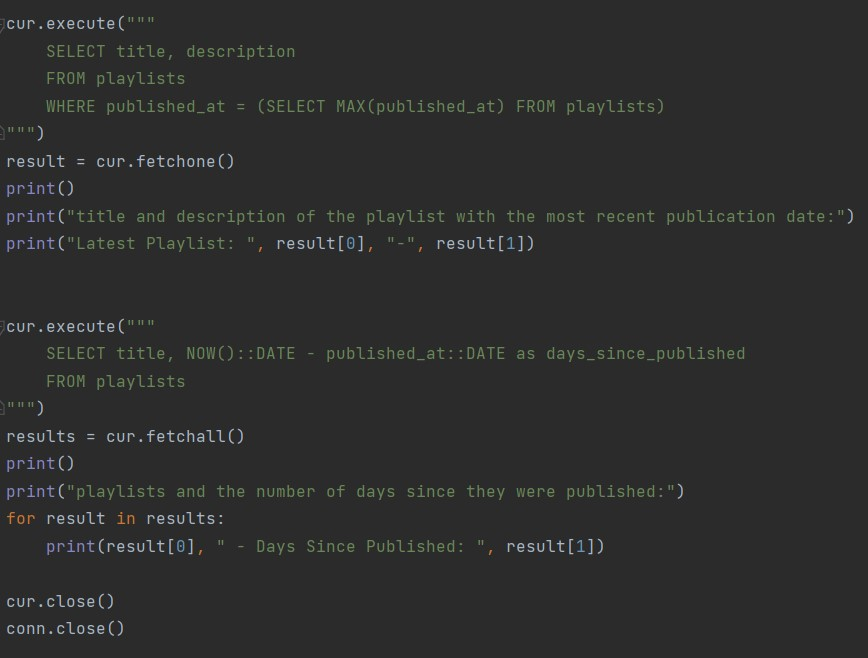 cur.execute("""
    SELECT title, description
    FROM playlists
    WHERE published_at = (SELECT MAX(published_at) FROM playlists)
""")
result = cur.fetchone()
print()
print("title and description of the playlist with the most recent publication date:")
print("Latest Playlist: ", result[0], "-", result[1])
cur.execute("""
    SELECT title, NOW()::DATE - published_at::DATE as days_since_published
    FROM playlists
""")
results = cur.fetchall()
print()
print("playlists and the number of days since they were published:")
for result in results:
    print(result[0], " - Days Since Published: ", result[1])
cur.close()
conn.close()